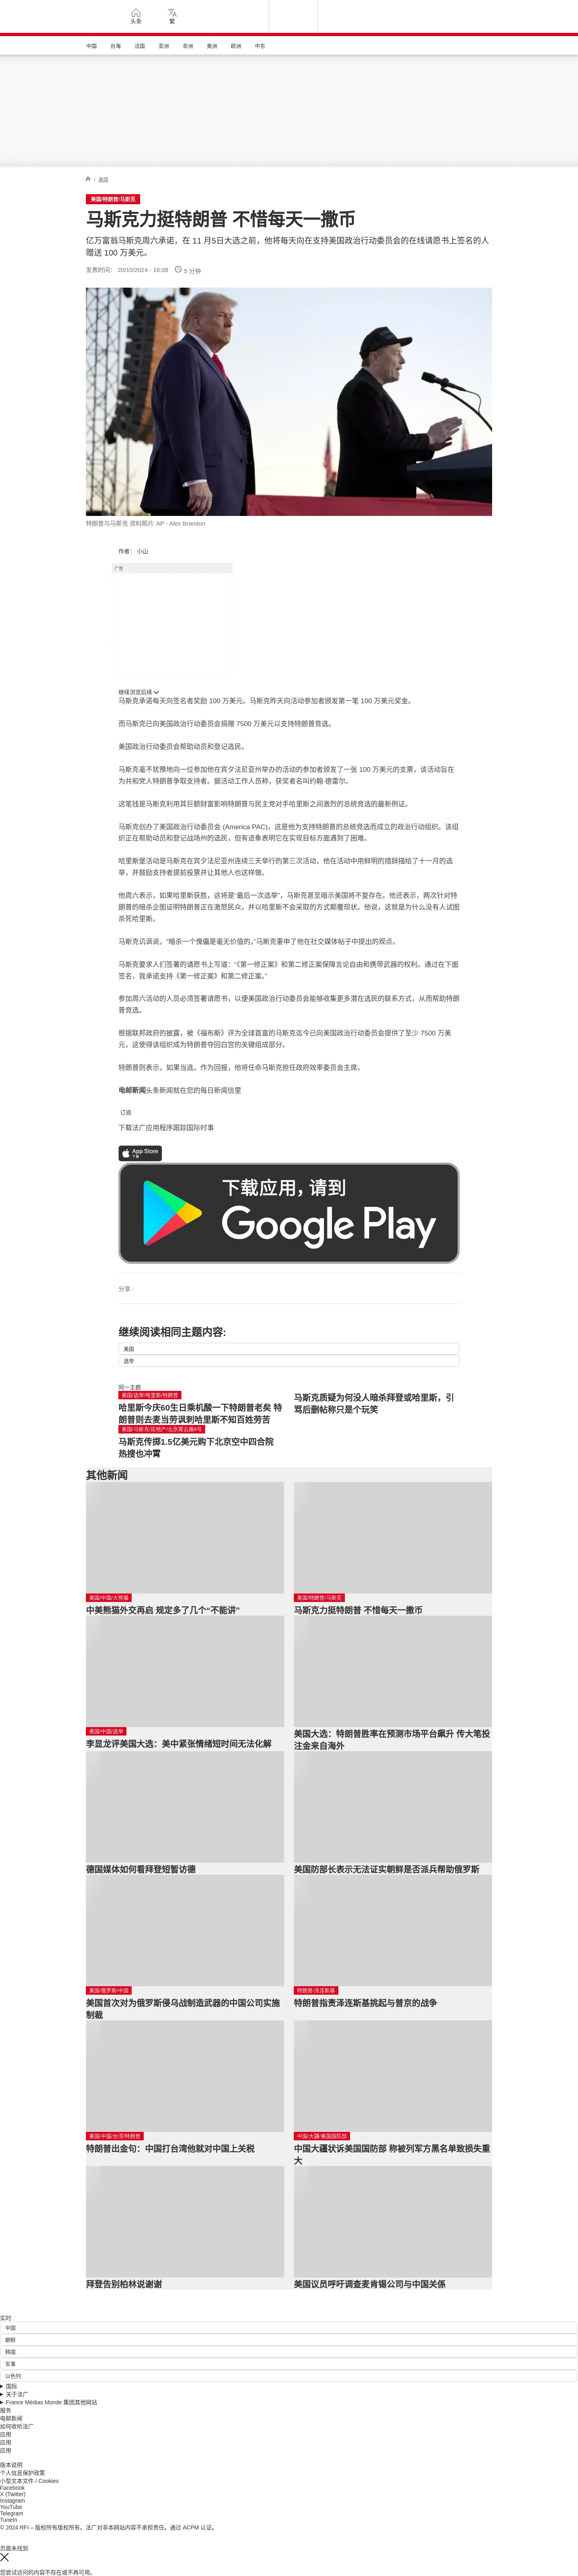 头条
繁
中国
台海
法国
亚洲
非洲
美洲
欧洲
中东
/ 美国
美国/特朗普/马斯克
马斯克力挺特朗普 不惜每天一撒币
亿万富翁马斯克周六承诺，在 11 月5日大选之前，他将每天向在支持美国政治行动委员会的在线请愿书上签名的人
赠送 100 万美元。
发表时间： 20/10/2024 - 16:08
5 分钟
特朗普与马斯克 资料照片 AP - Alex Brandon
作者： 小山
广告
继续浏览后续
马斯克承诺每天向签名者奖励 100 万美元。马斯克昨天向活动参加者颁发第一笔 100 万美元奖金。
而马斯克已向美国政治行动委员会捐赠 7500 万美元以支持特朗普竞选。
美国政治行动委员会帮助动员和登记选民。
马斯克毫不犹豫地向一位参加他在宾夕法尼亚州举办的活动的参加者颁发了一张 100 万美元的支票，该活动旨在
为共和党人特朗普争取支持者。据活动工作人员称，获奖者名叫约翰·德雷尔。
这笔钱是马斯克利用其巨额财富影响特朗普与民主党对手哈里斯之间激烈的总统竞选的最新例证。
马斯克创办了美国政治行动委员会 (America PAC)，这是他为支持特朗普的总统竞选而成立的政治行动组织。该组
织正在帮助动员和登记战场州的选民，但有迹象表明它在实现目标方面遇到了困难。
哈里斯堡活动是马斯克在宾夕法尼亚州连续三天举行的第三次活动，他在活动中用鲜明的措辞描绘了十一月的选
举，并鼓励支持者提前投票并让其他人也这样做。
他周六表示，如果哈里斯获胜，这将是“最后一次选举”，马斯克甚至暗示美国将不复存在。他还表示，两次针对特
朗普的暗杀企图证明特朗普正在激怒民众，并以哈里斯不会采取的方式颠覆现状。他说，这就是为什么没有人试图
杀死哈里斯。
马斯克讥讽说，“暗杀一个傀儡是毫无价值的，”马斯克重申了他在社交媒体帖子中提出的观点。
马斯克要求人们签署的请愿书上写道：“《第一修正案》和第二修正案保障言论自由和携带武器的权利。通过在下面
签名，我承诺支持《第一修正案》和第二修正案。”
参加周六活动的人员必须签署请愿书，以便美国政治行动委员会能够收集更多潜在选民的联系方式，从而帮助特朗
普竞选。
根据联邦政府的披露，被《福布斯》评为全球首富的马斯克迄今已向美国政治行动委员会提供了至少 7500 万美
元，这使得该组织成为特朗普夺回白宫的关键组成部分。
特朗普则表示，如果当选，作为回报，他将任命马斯克担任政府效率委员会主席。
电邮新闻头条新闻就在您的每日新闻信里
订阅
下载法广应用程序跟踪国际时事
App Store
下载
下载应用，请到
Google Play
分享 :
继续阅读相同主题内容:
美国
选举
同一主题
美国/选举/哈里斯/特朗普
哈里斯今庆60生日乘机酸一下特朗普老矣 特
朗普则去麦当劳讽刺哈里斯不知百姓劳苦
马斯克质疑为何没人暗杀拜登或哈里斯，引
骂后删帖称只是个玩笑
美国/马斯克/房地产/北京霄云路8号
马斯克传掷1.5亿美元购下北京空中四合院
热搜也冲霄
其他新闻
美国/中国/大熊猫
中美熊猫外交再启 规定多了几个“不能讲”
美国/特朗普/马斯克
马斯克力挺特朗普 不惜每天一撒币
美国/中国/选举
李显龙评美国大选：美中紧张情绪短时间无法化解
美国大选：特朗普胜率在预测市场平台飙升 传大笔投
注金来自海外
德国媒体如何看拜登短暂访德
美国防部长表示无法证实朝鲜是否派兵帮助俄罗斯
美国/俄罗斯/中国
美国首次对为俄罗斯侵乌战制造武器的中国公司实施
制裁
特朗普/泽连斯基
特朗普指责泽连斯基挑起与普京的战争
美国/中国/台湾/特朗普
特朗普出金句：中国打台湾他就对中国上关税
中国/大疆/美国国防部
中国大疆状诉美国国防部 称被列军方黑名单致损失重
大
拜登告别柏林说谢谢
美国议员呼吁调查麦肯锡公司与中国关系
实时
中国
朝鲜
韩国
军事
以色列
国际
关于法广
France Médias Monde 集团其他网站
服务
电邮新闻
如何收听法广
应用
应用
应用
版本说明
个人信息保护政策
小型文本文件 / Cookies
Facebook
X (Twitter)
Instagram
YouTube
Telegram
TuneIn
© 2024 RFI – 版权所有版权所有。法广对非本网站内容不承担责任。通过 ACPM 认证。
页面未找到
您尝试访问的内容不存在或不再可用。